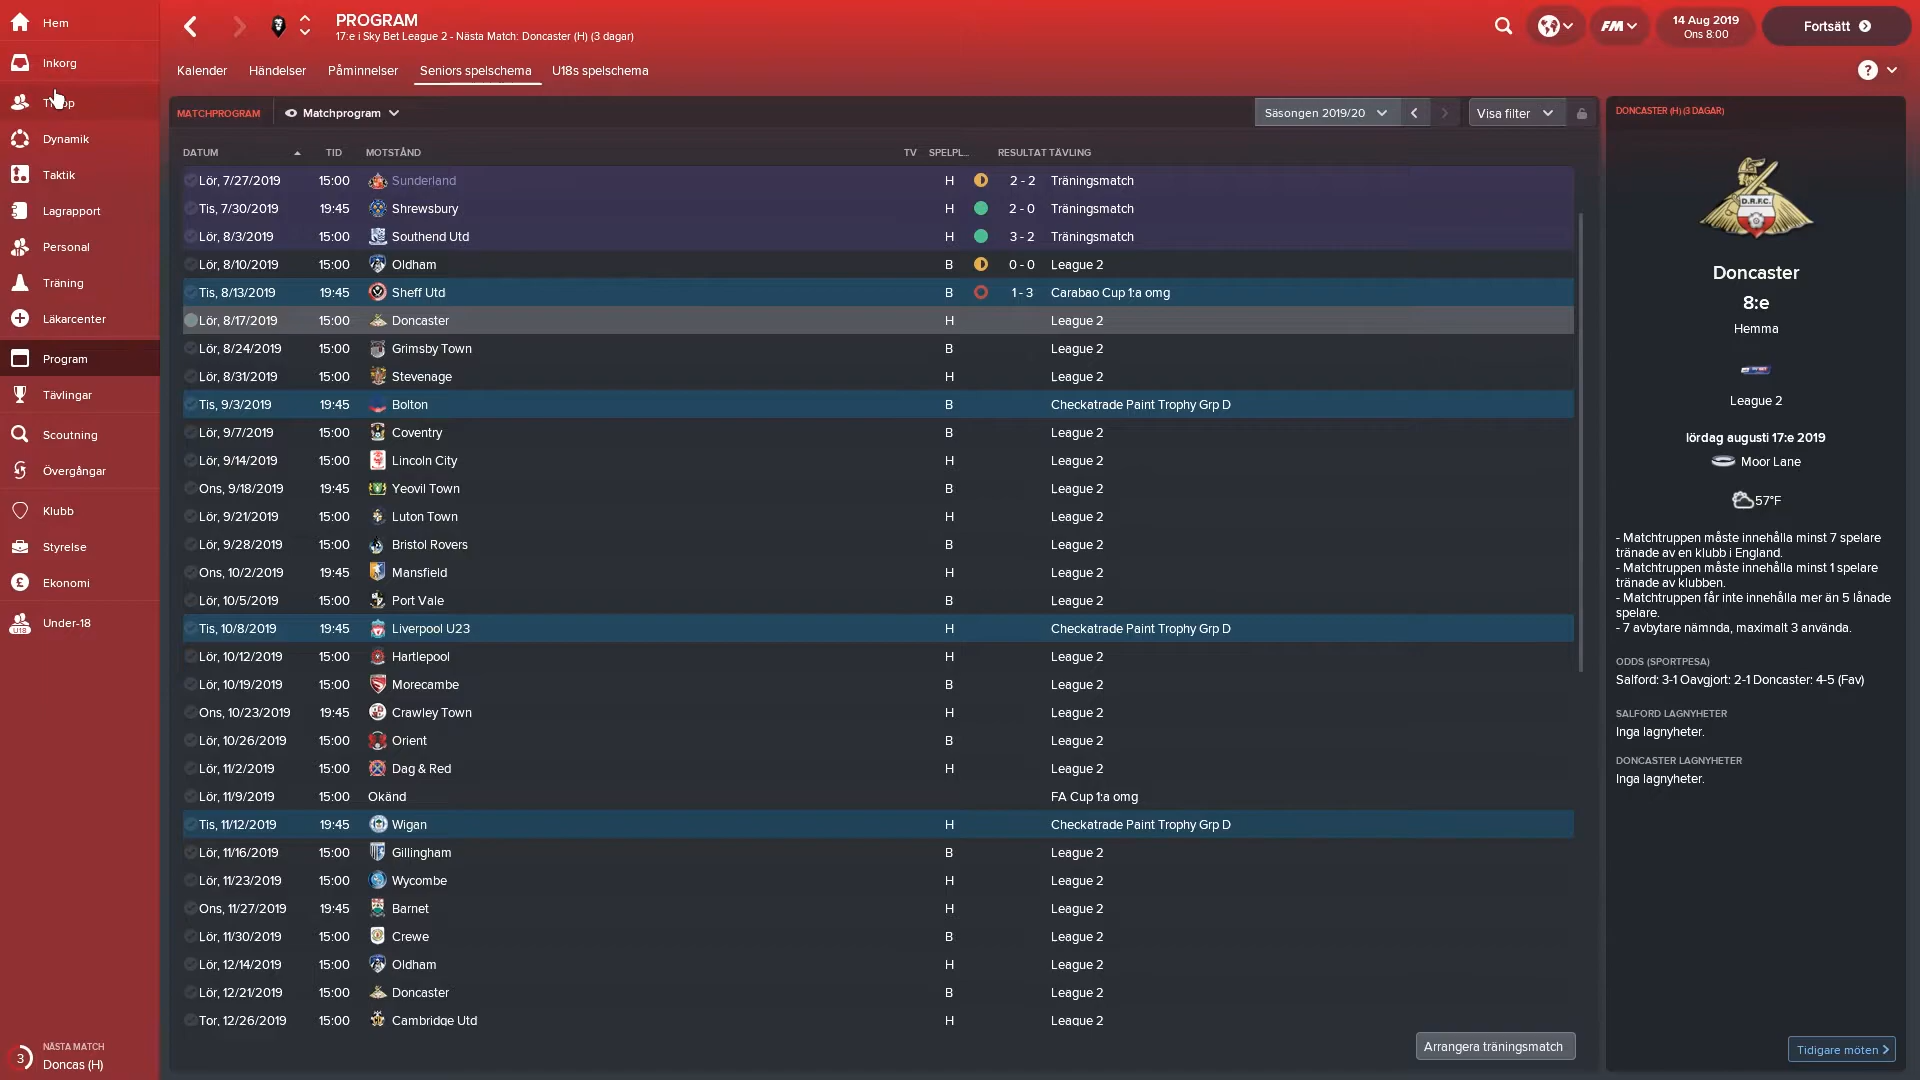 Hem
PROGRAM
17:e i Sky Bet League 2 - Nästa Match: Doncaster (H) (3 dagar)
FM
14 Aug 2019
Ons 8:00
Fortsätt
Inkorg
Kalender Händelser Påminnelser Seniors spelschema U18s spelschema
?
Dynamik
Taktik
Lagrapport
Personal
Träning
Läkarcenter
Program
Tävlingar
Scoutning
Övergångar
Klubb
Styrelse
Ekonomi
U18
Under-18
3
NÄSTA MATCH
Doncas (H)
MATCHPROGRAM Matchprogram Säsongen 2019/20 Visa filter
DATUM TID MOTSTÅND TV SPELPL... RESULTAT TÄVLING
Lör, 7/27/2019 15:00 Sunderland H 2 - 2 Träningsmatch
Tis, 7/30/2019 19:45 Shrewsbury H 2 - 0 Träningsmatch
Lör, 8/3/2019 15:00 Southend Utd H 3 - 2 Träningsmatch
Lör, 8/10/2019 15:00 Oldham B 0 - 0 League 2
Tis, 8/13/2019 19:45 Sheff Utd B 1 - 3 Carabao Cup 1:a omg
Lör, 8/17/2019 15:00 Doncaster H League 2
Lör, 8/24/2019 15:00 Grimsby Town B League 2
Lör, 8/31/2019 15:00 Stevenage H League 2
Tis, 9/3/2019 19:45 Bolton B Checkatrade Paint Trophy Grp D
Lör, 9/7/2019 15:00 Coventry B League 2
Lör, 9/14/2019 15:00 Lincoln City H League 2
Ons, 9/18/2019 19:45 Yeovil Town B League 2
Lör, 9/21/2019 15:00 Luton Town H League 2
Lör, 9/28/2019 15:00 Bristol Rovers B League 2
Ons, 10/2/2019 19:45 Mansfield H League 2
Lör, 10/5/2019 15:00 Port Vale B League 2
Tis, 10/8/2019 19:45 Liverpool U23 H Checkatrade Paint Trophy Grp D
Lör, 10/12/2019 15:00 Hartlepool H League 2
Lör, 10/19/2019 15:00 Morecambe B League 2
Ons, 10/23/2019 19:45 Crawley Town H League 2
Lör, 10/26/2019 15:00 Orient B League 2
Lör, 11/2/2019 15:00 Dag & Red H League 2
Lör, 11/9/2019 15:00 Okänd FA Cup 1:a omg
Tis, 11/12/2019 19:45 Wigan H Checkatrade Paint Trophy Grp D
Lör, 11/16/2019 15:00 Gillingham B League 2
Lör, 11/23/2019 15:00 Wycombe H League 2
Ons, 11/27/2019 19:45 Barnet H League 2
Lör, 11/30/2019 15:00 Crewe B League 2
Lör, 12/14/2019 15:00 Oldham H League 2
Lör, 12/21/2019 15:00 Doncaster B League 2
Tor, 12/26/2019 15:00 Cambridge Utd H League 2
Arrangera träningsmatch
DONCASTER (H) (3 DAGAR)
D.R.F.C.
Doncaster
8:e
Hemma
League 2
lördag augusti 17:e 2019
Moor Lane
57°F
- Matchtruppen måste innehålla minst 7 spelare
tränade av en klubb i England.
- Matchtruppen måste innehålla minst 1 spelare
tränade av klubben.
- Matchtruppen får inte innehålla mer än 5 lånade
spelare.
- 7 avbytare nämnda, maximalt 3 använda.
ODDS (SPORTPESA)
Salford: 3-1 Oavgjort: 2-1 Doncaster: 4-5 (Fav)
SALFORD LAGNYHETER
Inga lagnyheter.
DONCASTER LAGNYHETER
Inga lagnyheter.
Tidigare möten